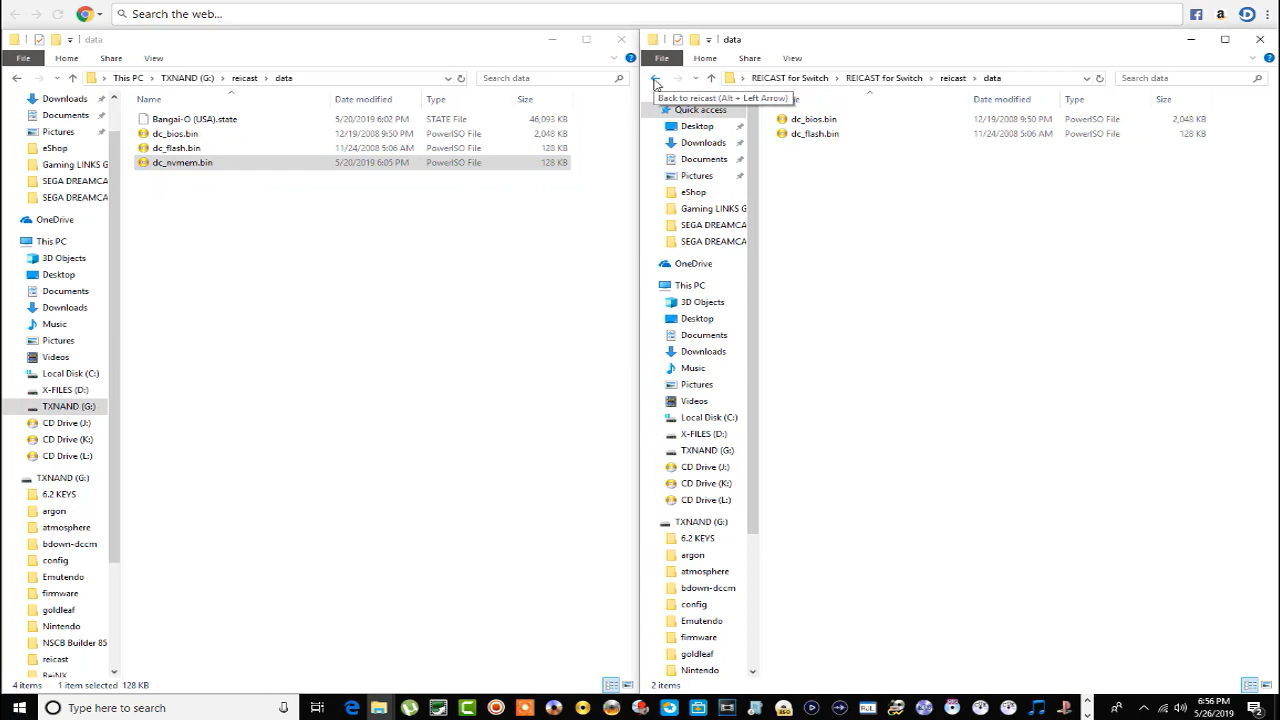 Search the web...
data
File Home Share View
This PC TXNAND (G:) reicast data
Search data
Name Date modified Type Size
Bangai-O (USA).state 5/20/2019 6:02 PM STATE File 46,093 KB
dc_bios.bin 12/19/2008 9:50 PM PowerISO File 2,048 KB
dc_flash.bin 11/24/2008 5:06 AM PowerISO File 128 KB
dc_nvmem.bin 5/20/2019 6:05 PM PowerISO File 128 KB
Downloads
Documents
Pictures
eShop
Gaming LINKS G
SEGA DREAMCA
SEGA DREAMCA
OneDrive
This PC
3D Objects
Desktop
Documents
Downloads
Music
Pictures
Videos
Local Disk (C:)
X-FILES (D:)
TXNAND (G:)
CD Drive (J:)
CD Drive (K:)
CD Drive (L:)
TXNAND (G:)
6.2 KEYS
argon
atmosphere
bdown-dccm
config
Emutendo
firmware
goldleaf
Nintendo
NSCB Builder 85
reicast
ReiNX
4 items 1 item selected 128 KB
data
File Home Share View
REICAST for Switch REICAST for Switch reicast data
Search data
Back to reicast (Alt + Left Arrow)
Date modified Type Size
dc_bios.bin 12/19/2008 9:50 PM PowerISO File 2,048 KB
dc_flash.bin 11/24/2008 5:06 AM PowerISO File 128 KB
Quick access
Desktop
Downloads
Documents
Pictures
eShop
Gaming LINKS G
SEGA DREAMCA
SEGA DREAMCA
OneDrive
This PC
3D Objects
Desktop
Documents
Downloads
Music
Pictures
Videos
Local Disk (C:)
X-FILES (D:)
TXNAND (G:)
CD Drive (J:)
CD Drive (K:)
CD Drive (L:)
TXNAND (G:)
6.2 KEYS
argon
atmosphere
bdown-dccm
config
Emutendo
firmware
goldleaf
Nintendo
2 items
Type here to search
6:56 PM
5/26/2019